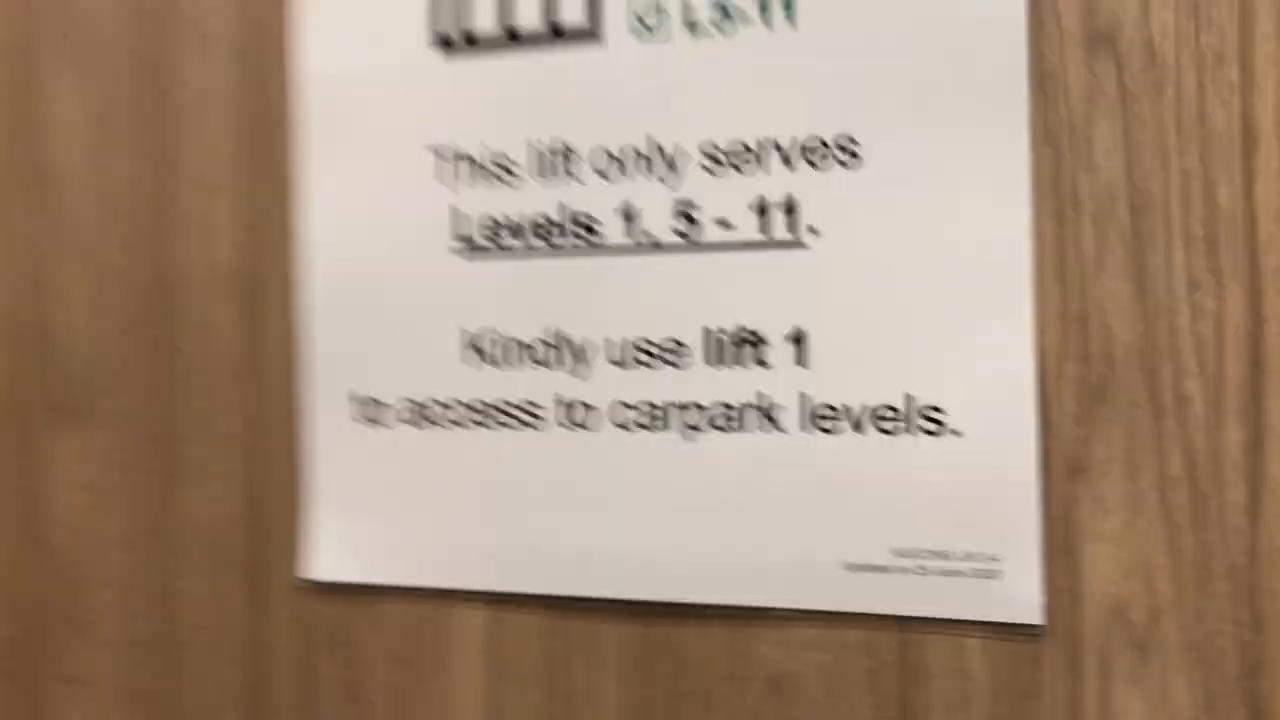 This lift only serves
Levels 1, 5 - 11.
Kindly use lift 1
to access to carpark levels.